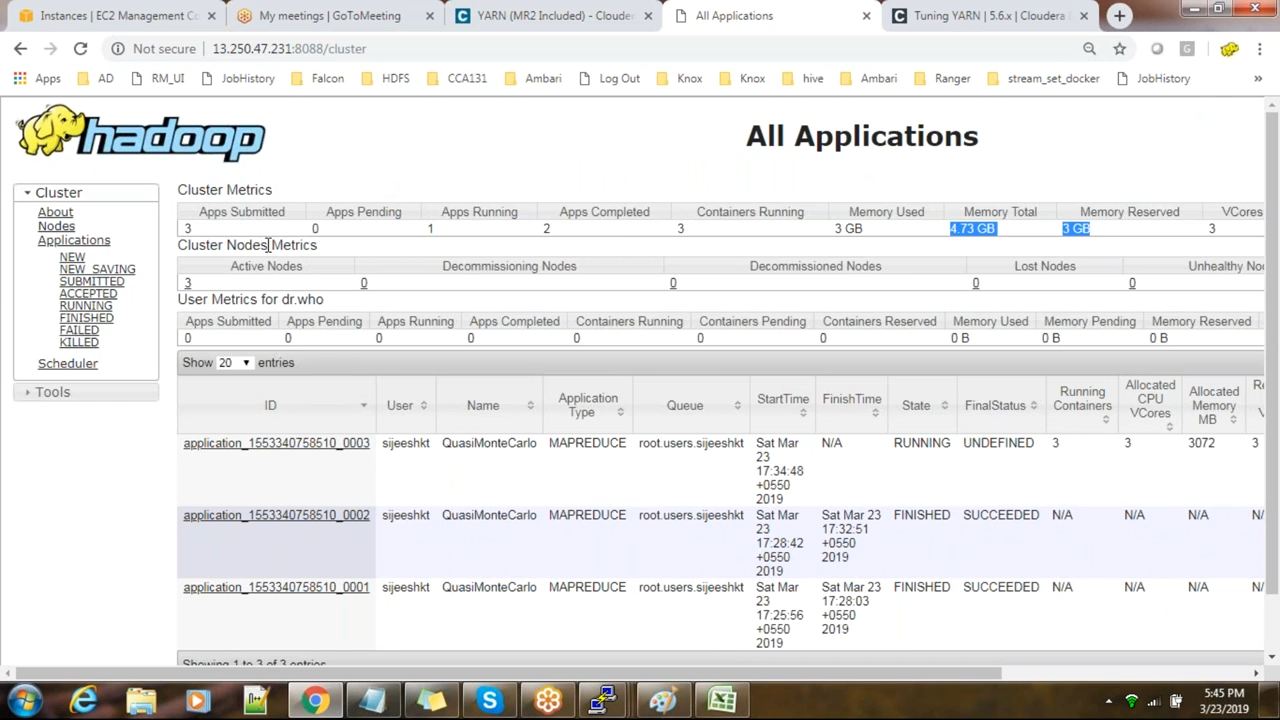 Instances | EC2 Management Co
My meetings | GoToMeeting
YARN (MR2 Included) - Clouder
All Applications
Tuning YARN | 5.6.x | Cloudera
Not secure | 13.250.47.231:8088/cluster
Apps AD RM_UI JobHistory Falcon HDFS CCA131 Ambari Log Out Knox Knox hive Ambari Ranger stream_set_docker JobHistory »
hadoop
All Applications
Cluster
About
Nodes
Applications
NEW
NEW_SAVING
SUBMITTED
ACCEPTED
RUNNING
FINISHED
FAILED
KILLED
Scheduler
Tools
Cluster Metrics
Apps Submitted Apps Pending Apps Running Apps Completed Containers Running Memory Used Memory Total Memory Reserved VCores
3 0 1 2 3 3 GB 4.73 GB 3 GB 3
Cluster Nodes Metrics
Active Nodes Decommissioning Nodes Decommissioned Nodes Lost Nodes Unhealthy No
3 0 0 0 0
User Metrics for dr.who
Apps Submitted Apps Pending Apps Running Apps Completed Containers Running Containers Pending Containers Reserved Memory Used Memory Pending Memory Reserved
0 0 0 0 0 0 0 0 B 0 B 0 B
Show 20 entries
ID User Name Application Type Queue StartTime FinishTime State FinalStatus Running Containers Allocated CPU VCores Allocated Memory MB
application_1553340758510_0003 sijeeshkt QuasiMonteCarlo MAPREDUCE root.users.sijeeshkt Sat Mar N/A RUNNING UNDEFINED 3 3 3072 3
23
17:34:48
+0550
2019
application_1553340758510_0002 sijeeshkt QuasiMonteCarlo MAPREDUCE root.users.sijeeshkt Sat Mar Sat Mar 23 FINISHED SUCCEEDED N/A N/A N/A N/
23 17:32:51
17:28:42 +0550
+0550 2019
2019
application_1553340758510_0001 sijeeshkt QuasiMonteCarlo MAPREDUCE root.users.sijeeshkt Sat Mar Sat Mar 23 FINISHED SUCCEEDED N/A N/A N/A N/
23 17:28:03
17:25:56 +0550
+0550 2019
2019
Showing 1 to 3 of 3 entries
5:45 PM
3/23/2019